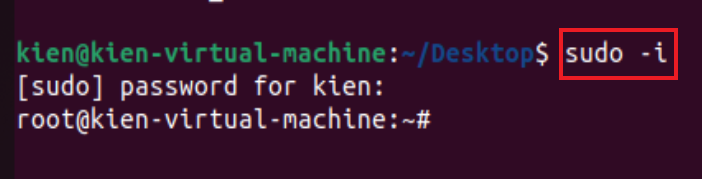 kien@kien-virtual-machine:~/Desktop$ sudo -i
[sudo] password for kien:
root@kien-virtual-machine:~#